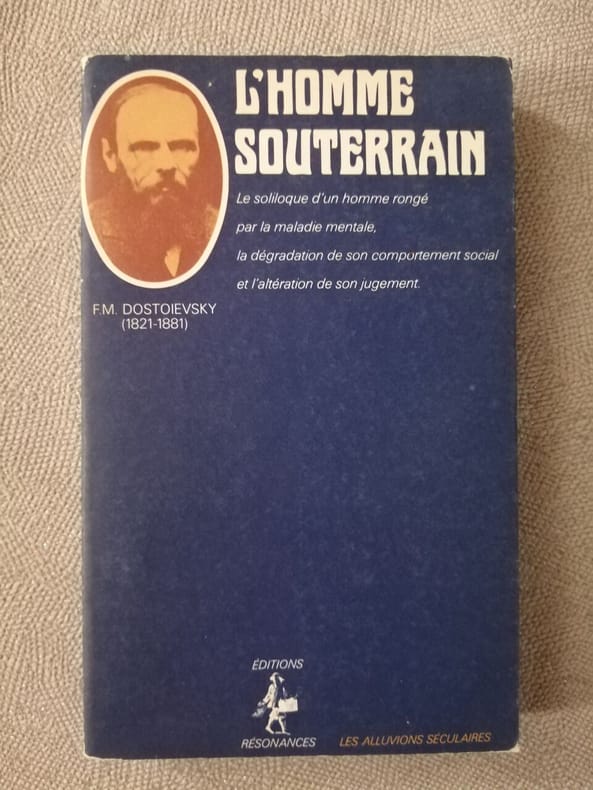 L'HOMME
SOUTERRAIN
Le soliloque d'un homme rongé
par la maladie mentale,
la dégradation de son comportement social
et l'altération de son jugement.
F.M. DOSTOIEVSKY
(1821-1881)
ÉDITIONS
RÉSONANCES
LES ALLUVIONS SÉCULAIRES